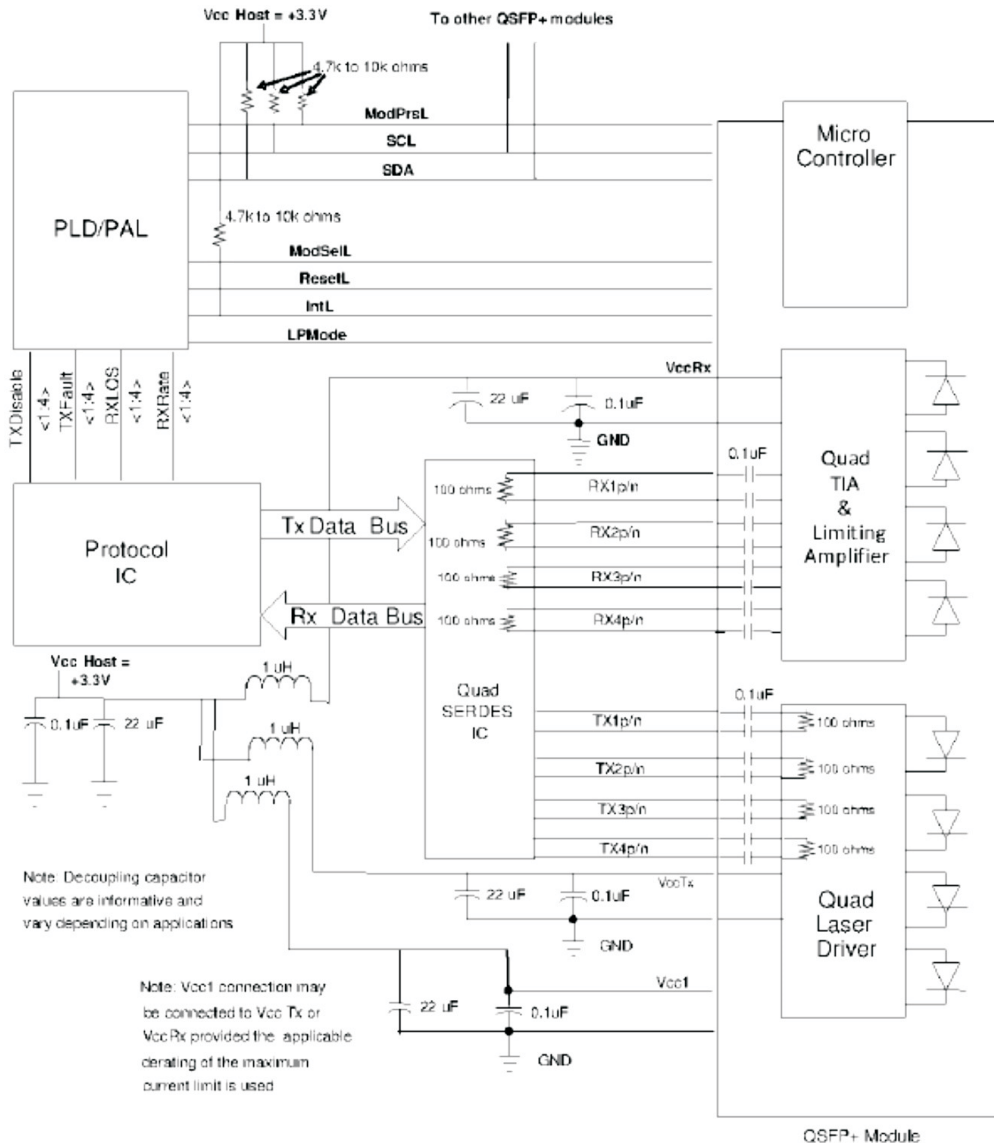 Vcc Host = +3.3V
To other QSFP+ modules
4.7k to 10k ohms
ModPrsL
SCL
SDA
Micro
Controller
PLD/PAL
4.7k to 10k ohms
ModSelL
ResetL
IntL
LPMode
TXDisable
<1:4>
TXFault
<1:4>
RXLOS
<1:4>
RXRate
<1:4>
VccRx
22 uF
0.1uF
GND
0.1uF
Quad
TIA
&
Limiting
Amplifier
100 ohms
RX1p/n
100 ohms
RX2p/n
100 ohms
RX3p/n
100 ohms
RX4p/n
Tx Data Bus
Protocol
IC
Rx Data Bus
Vcc Host =
+3.3V
0.1uF
22 uF
1 uH
1 uH
1 uH
Quad
SERDES
IC
0.1uF
TX1p/n
100 ohms
TX2p/n
100 ohms
TX3p/n
100 ohms
TX4p/n
100 ohms
Quad
Laser
Driver
VccTx
22 uF
0.1uF
GND
Note: Decoupling capacitor
values are informative and
vary depending on applications
Note: Vcc1 connection may
be connected to Vcc Tx or
Vcc Rx provided the applicable
derating of the maximum
current limit is used
Vcc1
22 uF
0.1uF
GND
QSFP+ Module